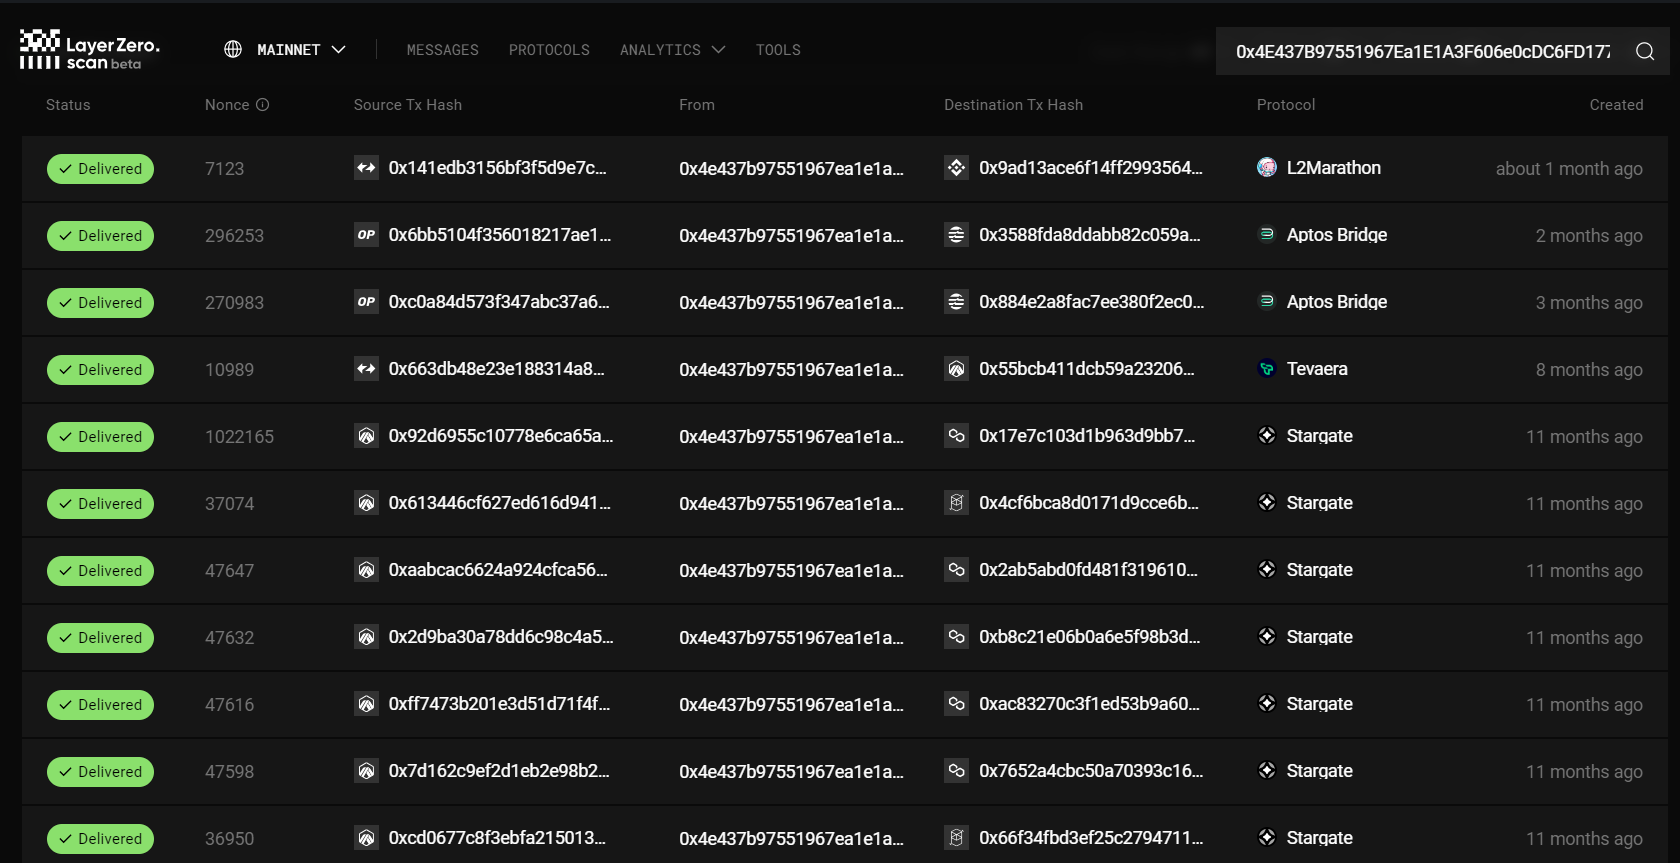 LayerZero.
scan beta
MAINNET MESSAGES PROTOCOLS ANALYTICS TOOLS 0x4E437B97551967Ea1E1A3F606e0cDC6FD177
Status Nonce Source Tx Hash From Destination Tx Hash Protocol Created
Delivered 7123 0x141edb3156bf3f5d9e7c... 0x4e437b97551967ea1e1a... 0x9ad13ace6f14ff2993564... L2Marathon about 1 month ago
Delivered 296253 OP 0x6bb5104f356018217ae1... 0x4e437b97551967ea1e1a... 0x3588fda8ddabb82c059a... Aptos Bridge 2 months ago
Delivered 270983 OP 0xc0a84d573f347abc37a6... 0x4e437b97551967ea1e1a... 0x884e2a8fac7ee380f2ec0... Aptos Bridge 3 months ago
Delivered 10989 0x663db48e23e188314a8... 0x4e437b97551967ea1e1a... 0x55bcb411dcb59a23206... Tevaera 8 months ago
Delivered 1022165 0x92d6955c10778e6ca65a... 0x4e437b97551967ea1e1a... 0x17e7c103d1b963d9bb7... Stargate 11 months ago
Delivered 37074 0x613446cf627ed616d941... 0x4e437b97551967ea1e1a... 0x4cf6bca8d0171d9cce6b... Stargate 11 months ago
Delivered 47647 0xaabcac6624a924cfca56... 0x4e437b97551967ea1e1a... 0x2ab5abd0fd481f319610... Stargate 11 months ago
Delivered 47632 0x2d9ba30a78dd6c98c4a5... 0x4e437b97551967ea1e1a... 0xb8c21e06b0a6e5f98b3d... Stargate 11 months ago
Delivered 47616 0xff7473b201e3d51d71f4f... 0x4e437b97551967ea1e1a... 0xac83270c3f1ed53b9a60... Stargate 11 months ago
Delivered 47598 0x7d162c9ef2d1eb2e98b2... 0x4e437b97551967ea1e1a... 0x7652a4cbc50a70393c16... Stargate 11 months ago
Delivered 36950 0xcd0677c8f3ebfa215013... 0x4e437b97551967ea1e1a... 0x66f34fbd3ef25c2794711... Stargate 11 months ago